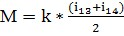 M = k * (i₁₃+i₁₄)/2